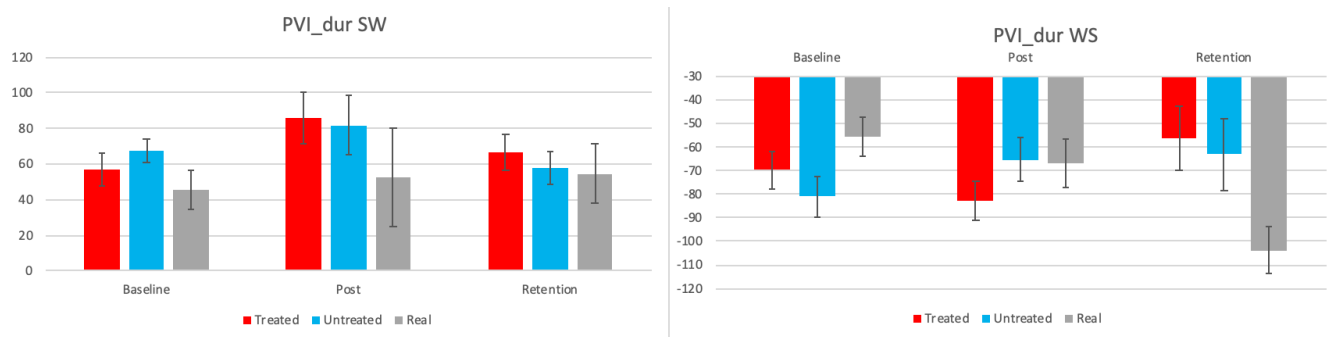 PVI_dur SW
120
100
80
60
40
20
0
Baseline Post Retention
Treated Untreated Real
PVI_dur WS
Baseline Post Retention
-30
-40
-50
-60
-70
-80
-90
-100
-110
-120
Treated Untreated Real